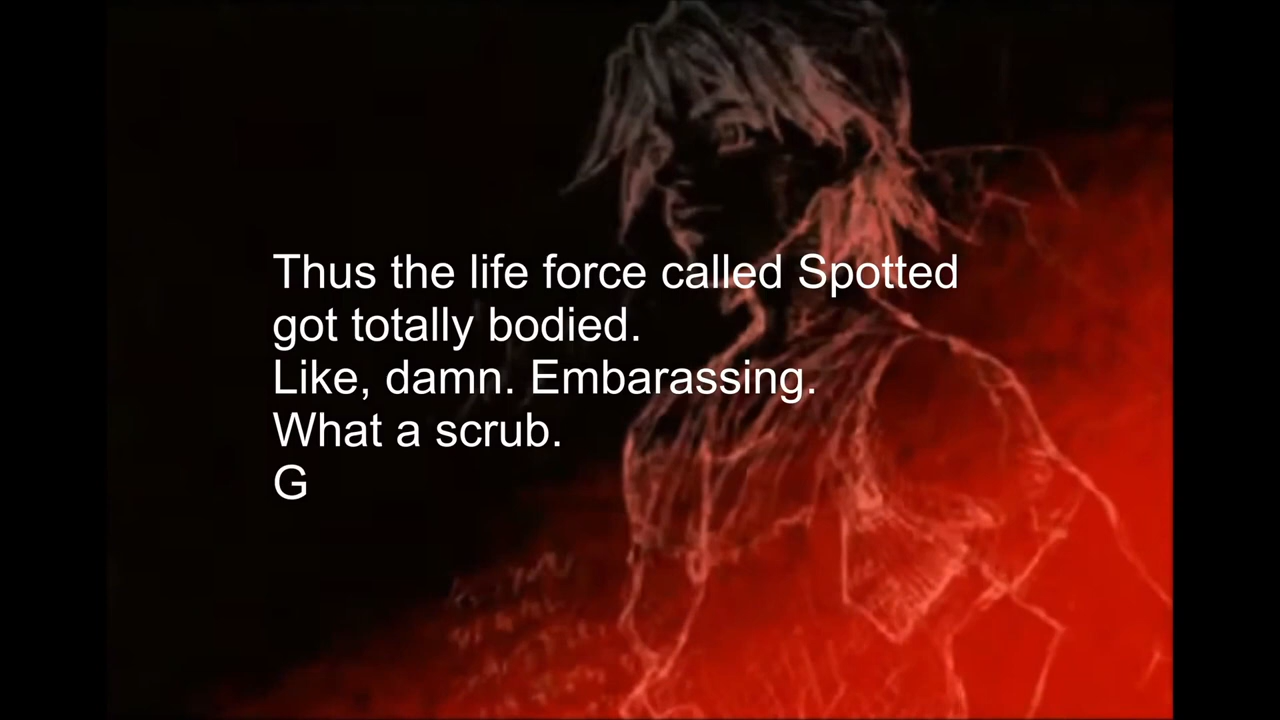 Thus the life force called Spotted
got totally bodied.
Like, damn. Embarassing.
What a scrub.
G